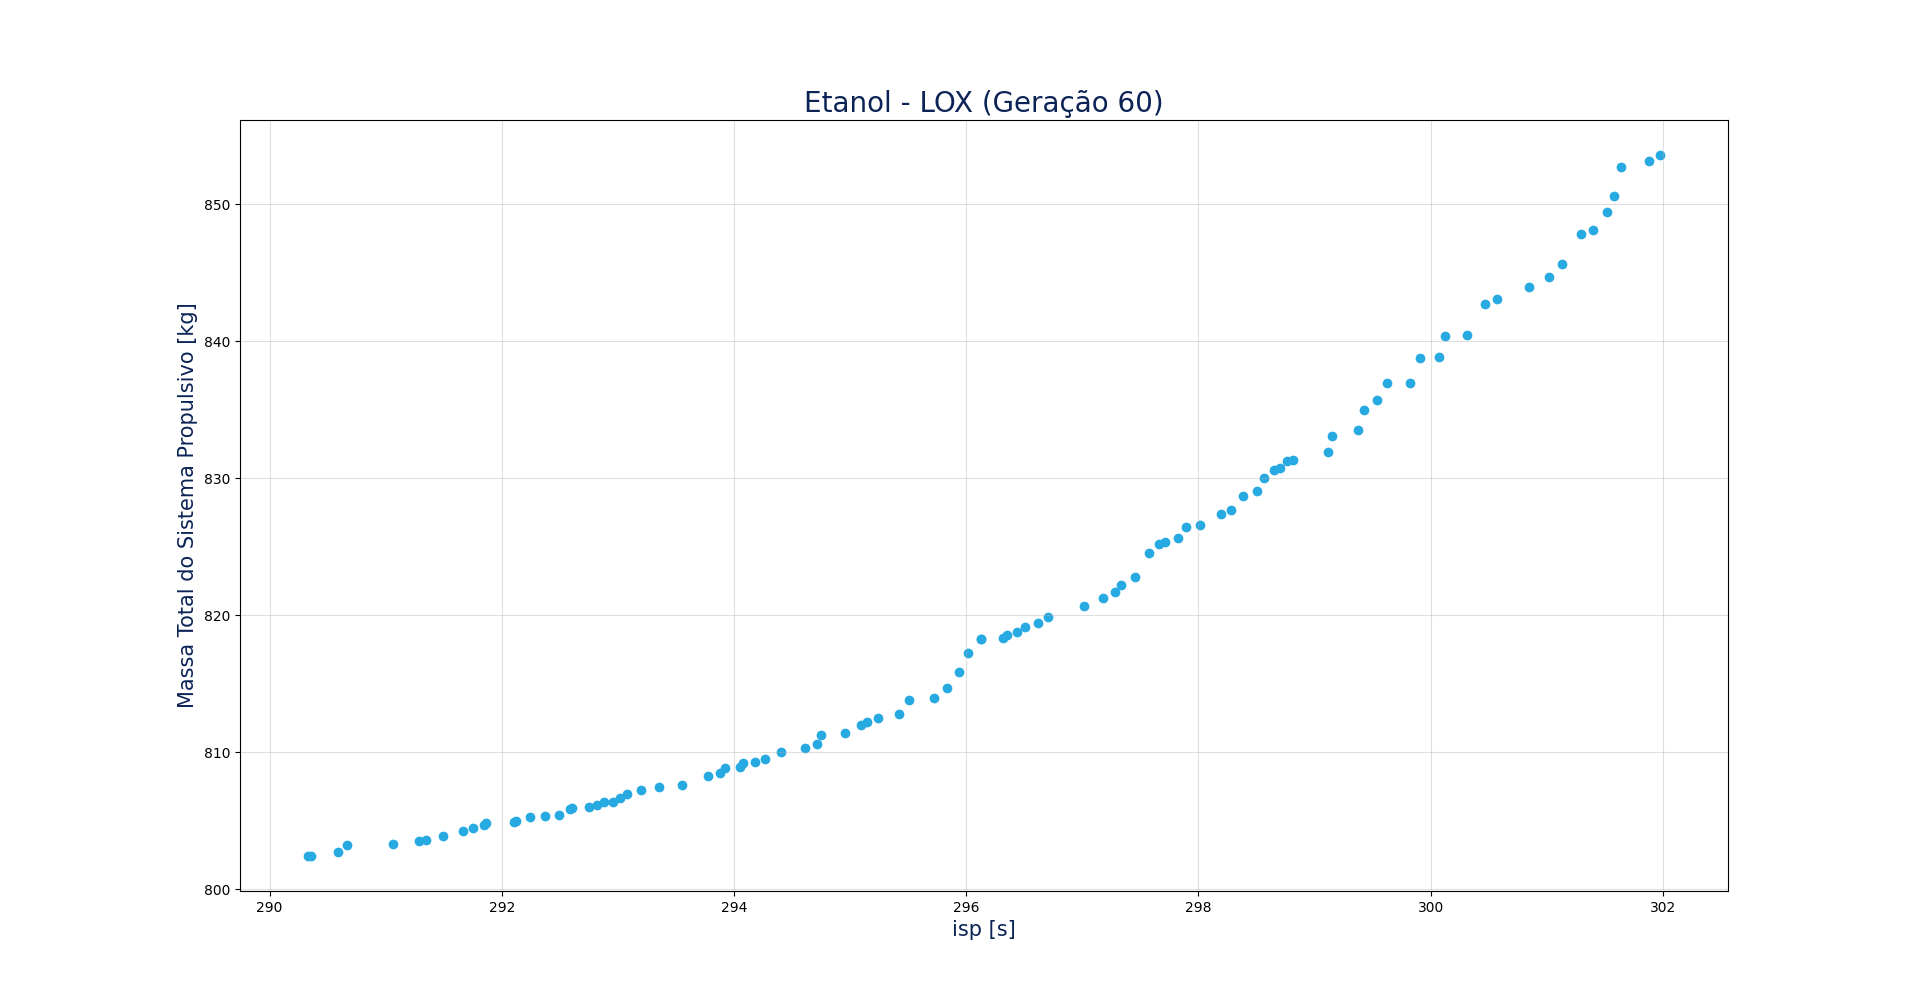 Etanol - LOX (Geração 60)
Massa Total do Sistema Propulsivo [kg]
850
840
830
820
810
800
290 292 294 296 298 300 302
isp [s]